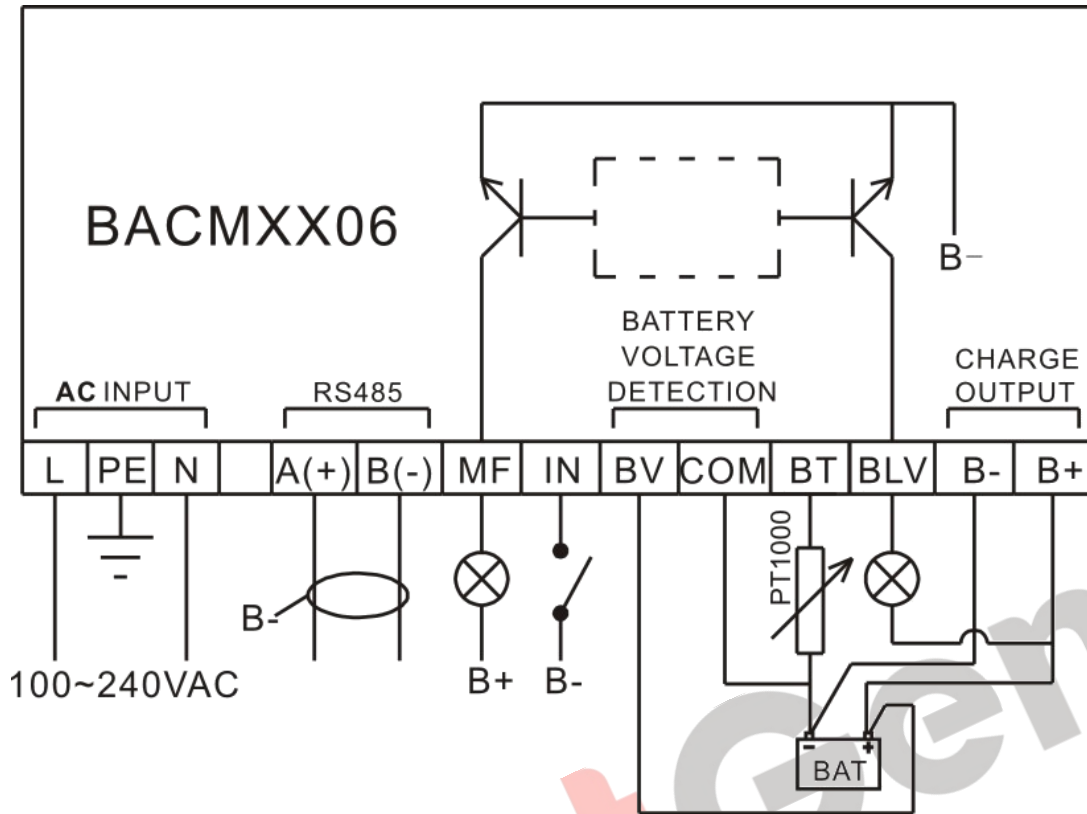 BACMXX06
B-
BATTERY
VOLTAGE
DETECTION
CHARGE
OUTPUT
AC INPUT
RS485
L PE N A(+) B(-) MF IN BV COM BT BLV B- B+
PT1000
B-
B+ B-
100~240VAC
- +
BAT
tGen